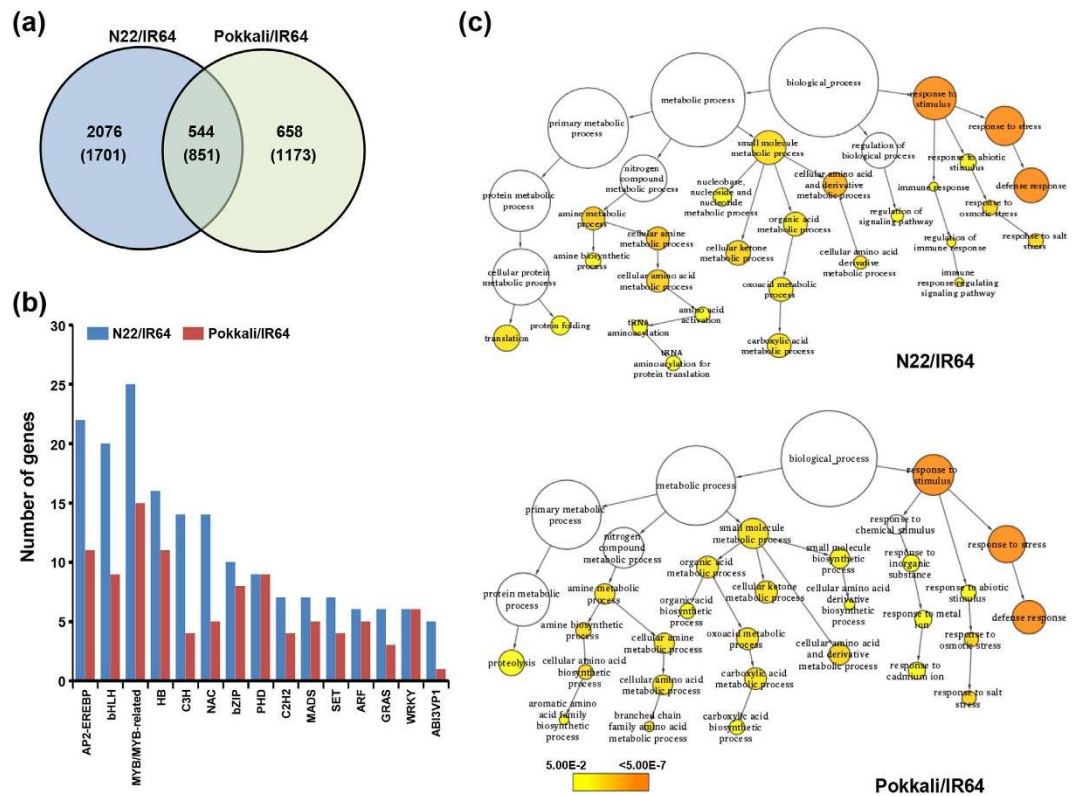 (a)
N22/IR64
Pokkali/IR64
2076
(1701)
544
(851)
658
(1173)
(b)
30
25
20
15
10
5
0
Number of genes
N22/IR64
Pokkali/IR64
AP2-EREBP
bHLH
MYB/MYB-related
HB
C3H
NAC
bZIP
PHD
C2H2
MADS
SET
ARF
GRAS
WRKY
ABI3VP1
(c)
biological_process
metabolic process
primary metabolic
process
response to
stimulus
response to stress
defense response
small molecule
metabolic process
regulation of
biological process
nitrogen
compound metabolic
process
protein metabolic
process
nucleobase,
nucleoside and
nucleotide
metabolic process
cellular amino acid
and derivative metabolic
process
immune response
response to abiotic
stimulus
response to
osmotic stress
response to salt
stress
regulation of
signaling pathway
regulation of
immune response
immune
response regulating
signaling pathway
amine metabolic
process
cellular amine
metabolic process
amine biosynthetic
process
organic acid
metabolic process
cellular ketone metabolic
process
cellular amino acid
derivative
metabolic process
cellular protein
metabolic process
cellular amino acid
metabolic process
oxoacid metabolic
process
translation
protein folding
amino acid
activation
tRNA
aminoacylation
tRNA
aminoacylation for
protein translation
carboxylic acid metabolic
process
N22/IR64
biological_process
metabolic process
primary metabolic
process
response to
stimulus
response to
chemical_stimulus
response to stress
defense response
small molecule
metabolic process
nitrogen
compound metabolic
process
organic acid
metabolic process
small molecule
biosynthetic
process
response to
inorganic
substance
protein metabolic
process
amine metabolic
process
cellular ketone metabolic
process
cellular amino acid
derivative
biosynthetic process
response to abiotic
stimulus
organic acid
biosynthetic
process
response to metal
ion
amine biosynthetic
process
cellular amine
metabolic process
oxoacid metabolic
process
cellular amino acid
and derivative
metabolic process
response to
osmotic stress
proteolysis
cellular amino acid
biosynthetic
process
cellular amino acid
metabolic process
carboxylic acid
metabolic process
response to
cadmium ion
response to salt
stress
aromatic amino
acid family
biosynthetic process
branched chain
family amino acid
metabolic process
carboxylic acid
biosynthetic
process
5.00E-2
<5.00E-7
Pokkali/IR64